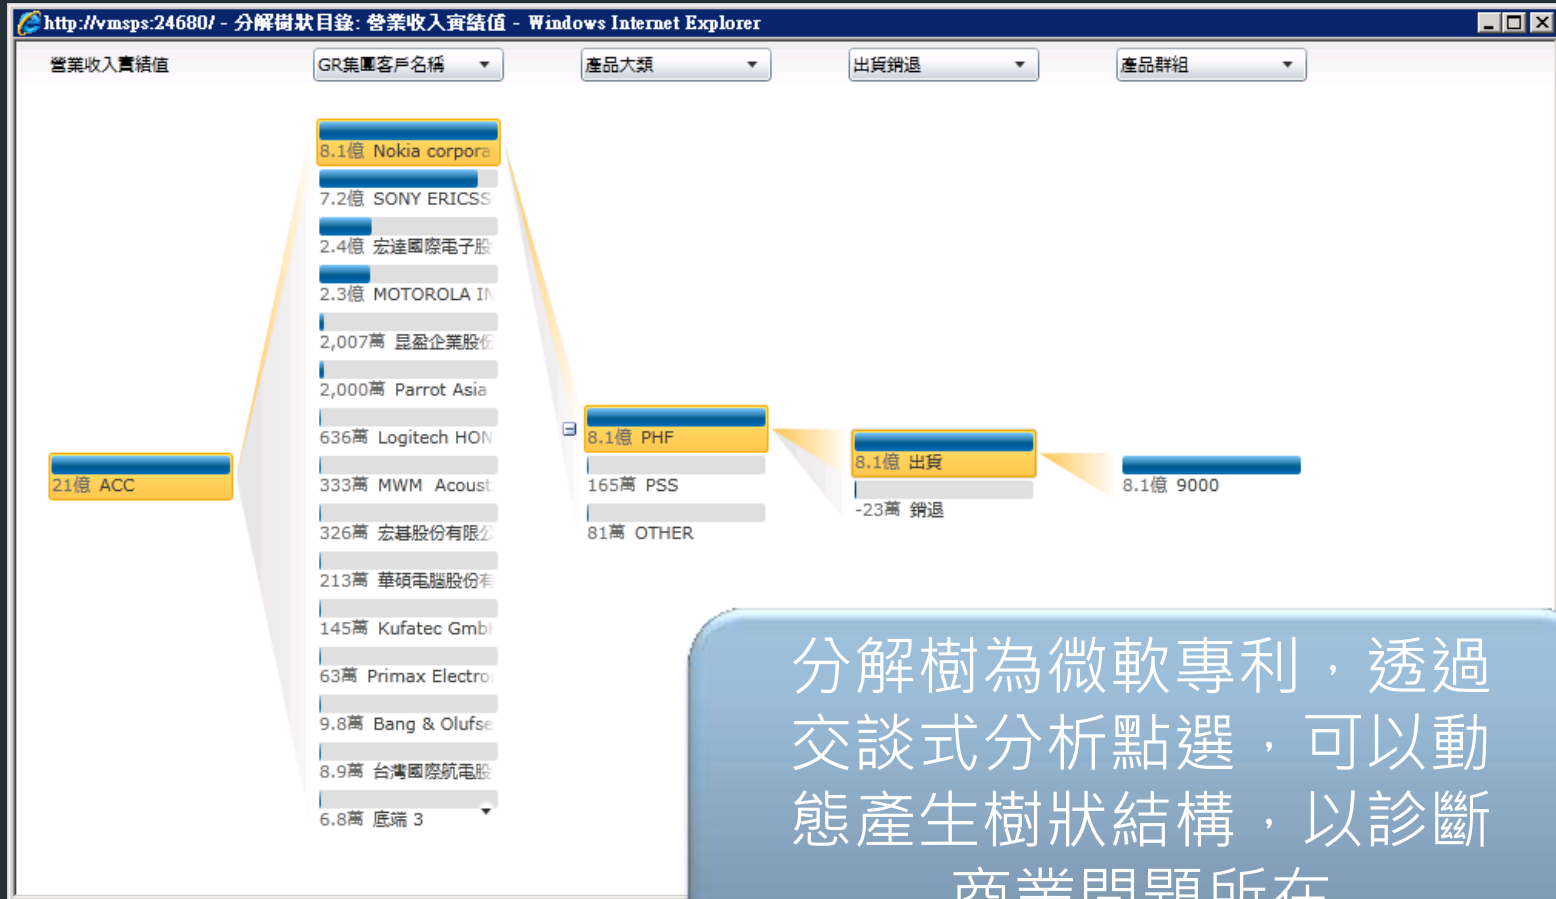 http://vmsps:24680/ - 分解樹狀目錄: 營業收入實績值 - Windows Internet Explorer
營業收入實績值
GR集團客戶名稱
產品大類
出貨銷退
產品群組
8.1億 Nokia corpora
7.2億 SONY ERICSS
2.4億 宏達國際電子股
2.3億 MOTOROLA IN
2,007萬 昆盈企業股份
2,000萬 Parrot Asia
636萬 Logitech HON
333萬 MWM Acoust
326萬 宏碁股份有限公
213萬 華碩電腦股份有
145萬 Kufatec Gmbh
63萬 Primax Electro
9.8萬 Bang & Olufse
8.9萬 台灣國際航電股
6.8萬 底端 3
21億 ACC
8.1億 PHF
165萬 PSS
81萬 OTHER
8.1億 出貨
-23萬 銷退
8.1億 9000
分解樹為微軟專利，透過
交談式分析點選，可以動
態產生樹狀結構，以診斷
商業問題所在